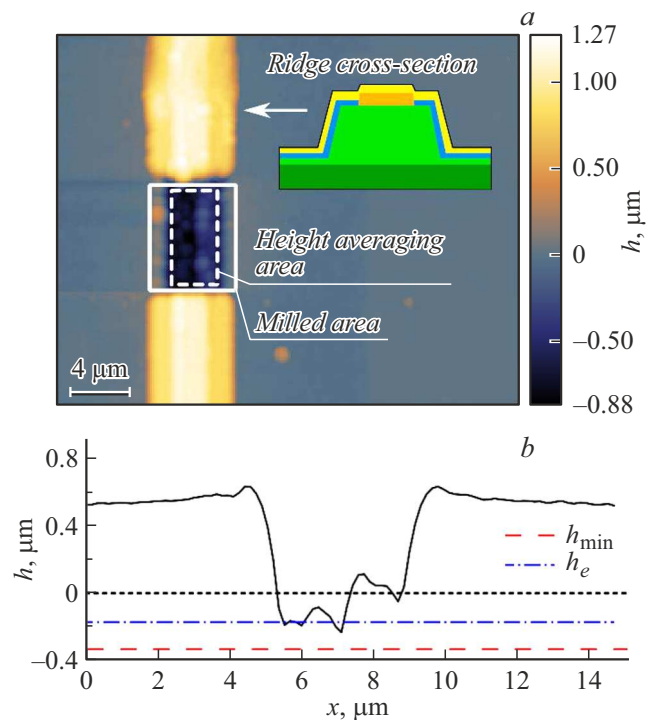 a
Ridge cross-section
Height averaging
area
Milled area
4 μm
1.27
1.00
0.50
0
−0.50
−0.88
h, μm
b
0.8
0.4
0
−0.4
h, μm
h_min
h_e
0 2 4 6 8 10 12 14
x, μm